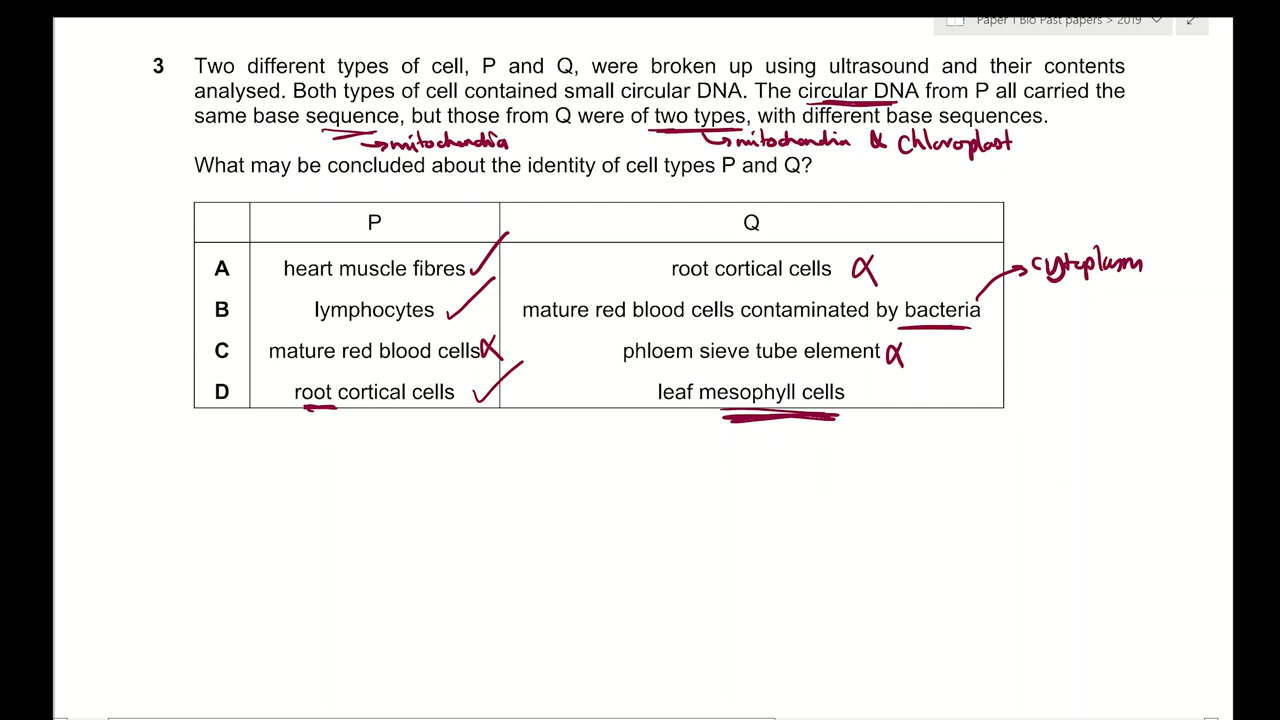 Paper 1 Bio Past papers > 2019
3 Two different types of cell, P and Q, were broken up using ultrasound and their contents
analysed. Both types of cell contained small circular DNA. The circular DNA from P all carried the
same base sequence, but those from Q were of two types, with different base sequences.
→mitochondria →mitochondria & chloroplast
What may be concluded about the identity of cell types P and Q?
P Q
A heart muscle fibres ✓ root cortical cells x
→cytoplasm
B lymphocytes ✓ mature red blood cells contaminated by bacteria
C mature red blood cells x phloem sieve tube element x
D root cortical cells ✓ leaf mesophyll cells